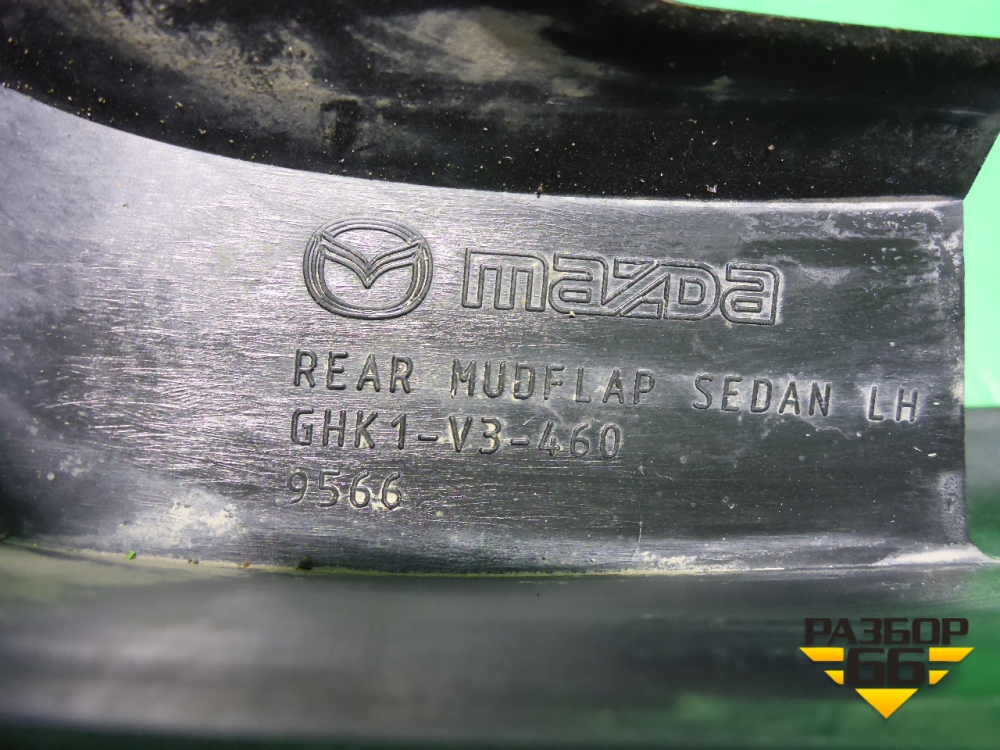 mazda
REAR MUDFLAP SEDAN LH
GHK1-V3-460
9566
РАЗБОР
66